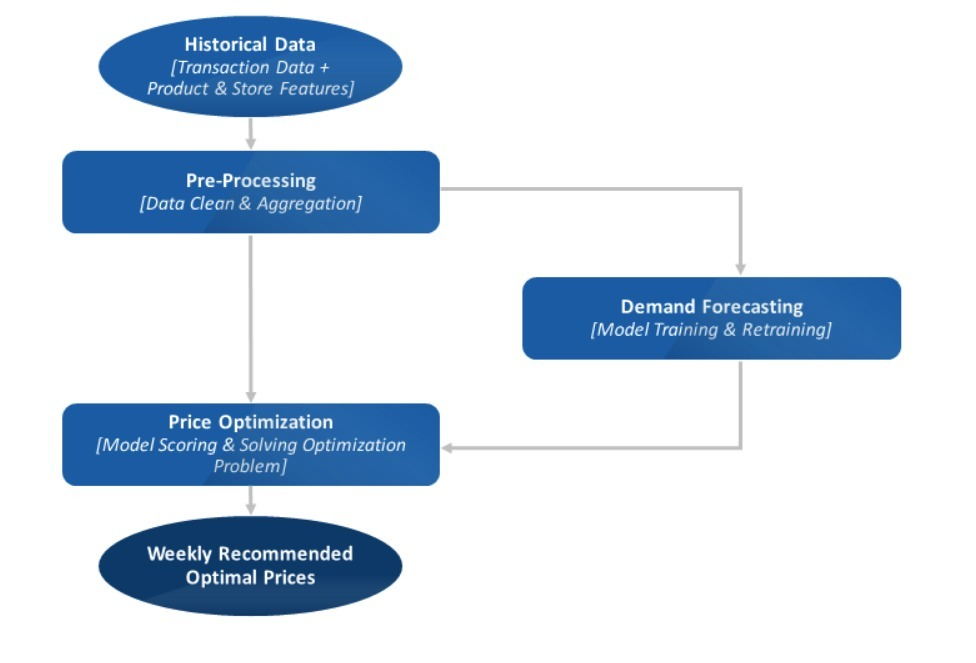 Historical Data
[Transaction Data +
Product & Store Features]
Pre-Processing
[Data Clean & Aggregation]
Demand Forecasting
[Model Training & Retraining]
Price Optimization
[Model Scoring & Solving Optimization
Problem]
Weekly Recommended
Optimal Prices